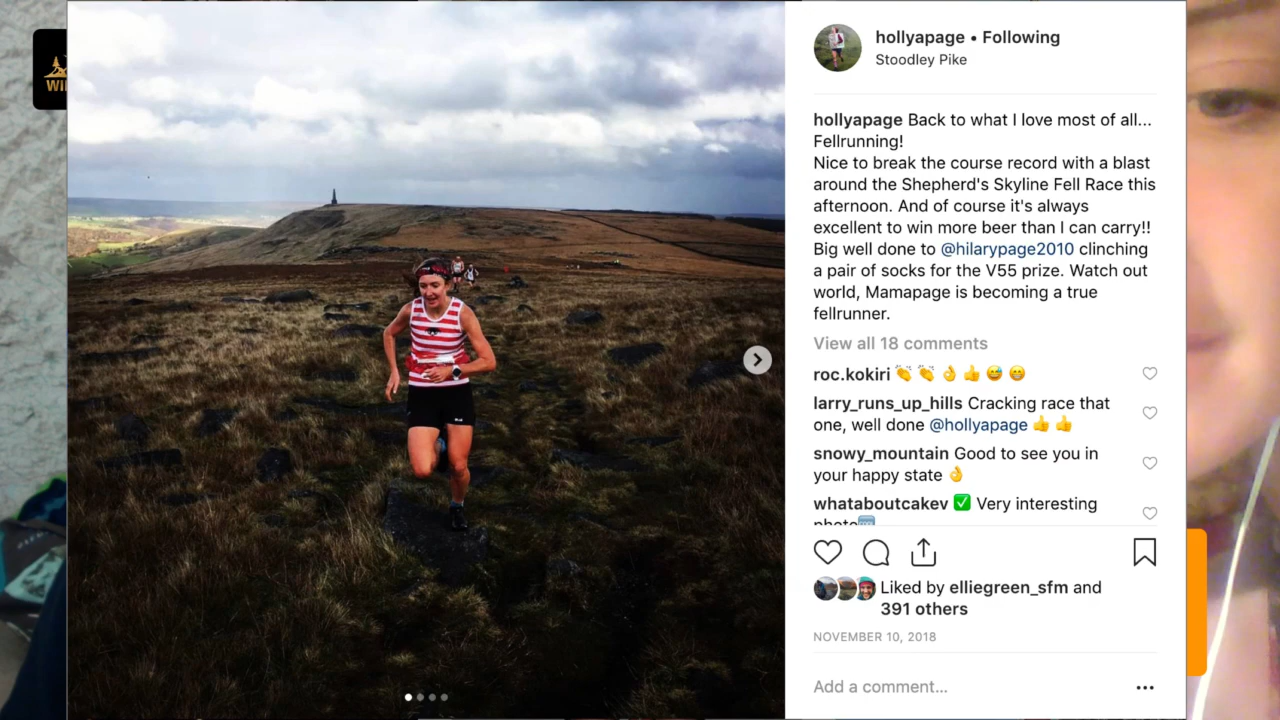 WI
hollyapage • Following
Stoodley Pike
hollyapage Back to what I love most of all...
Fellrunning!
Nice to break the course record with a blast
around the Shepherd's Skyline Fell Race this
afternoon. And of course it's always
excellent to win more beer than I can carry!!
Big well done to @hilarypage2010 clinching
a pair of socks for the V55 prize. Watch out
world, Mamapage is becoming a true
fellrunner.
View all 18 comments
roc.kokiri 👏 👏 👌 👍 😅 😁
larry_runs_up_hills Cracking race that
one, well done @hollyapage 👍 👍
snowy_mountain Good to see you in
your happy state 👌
whataboutcakev ✅ Very interesting
photo
Liked by elliegreen_sfm and
391 others
NOVEMBER 10, 2018
Add a comment...